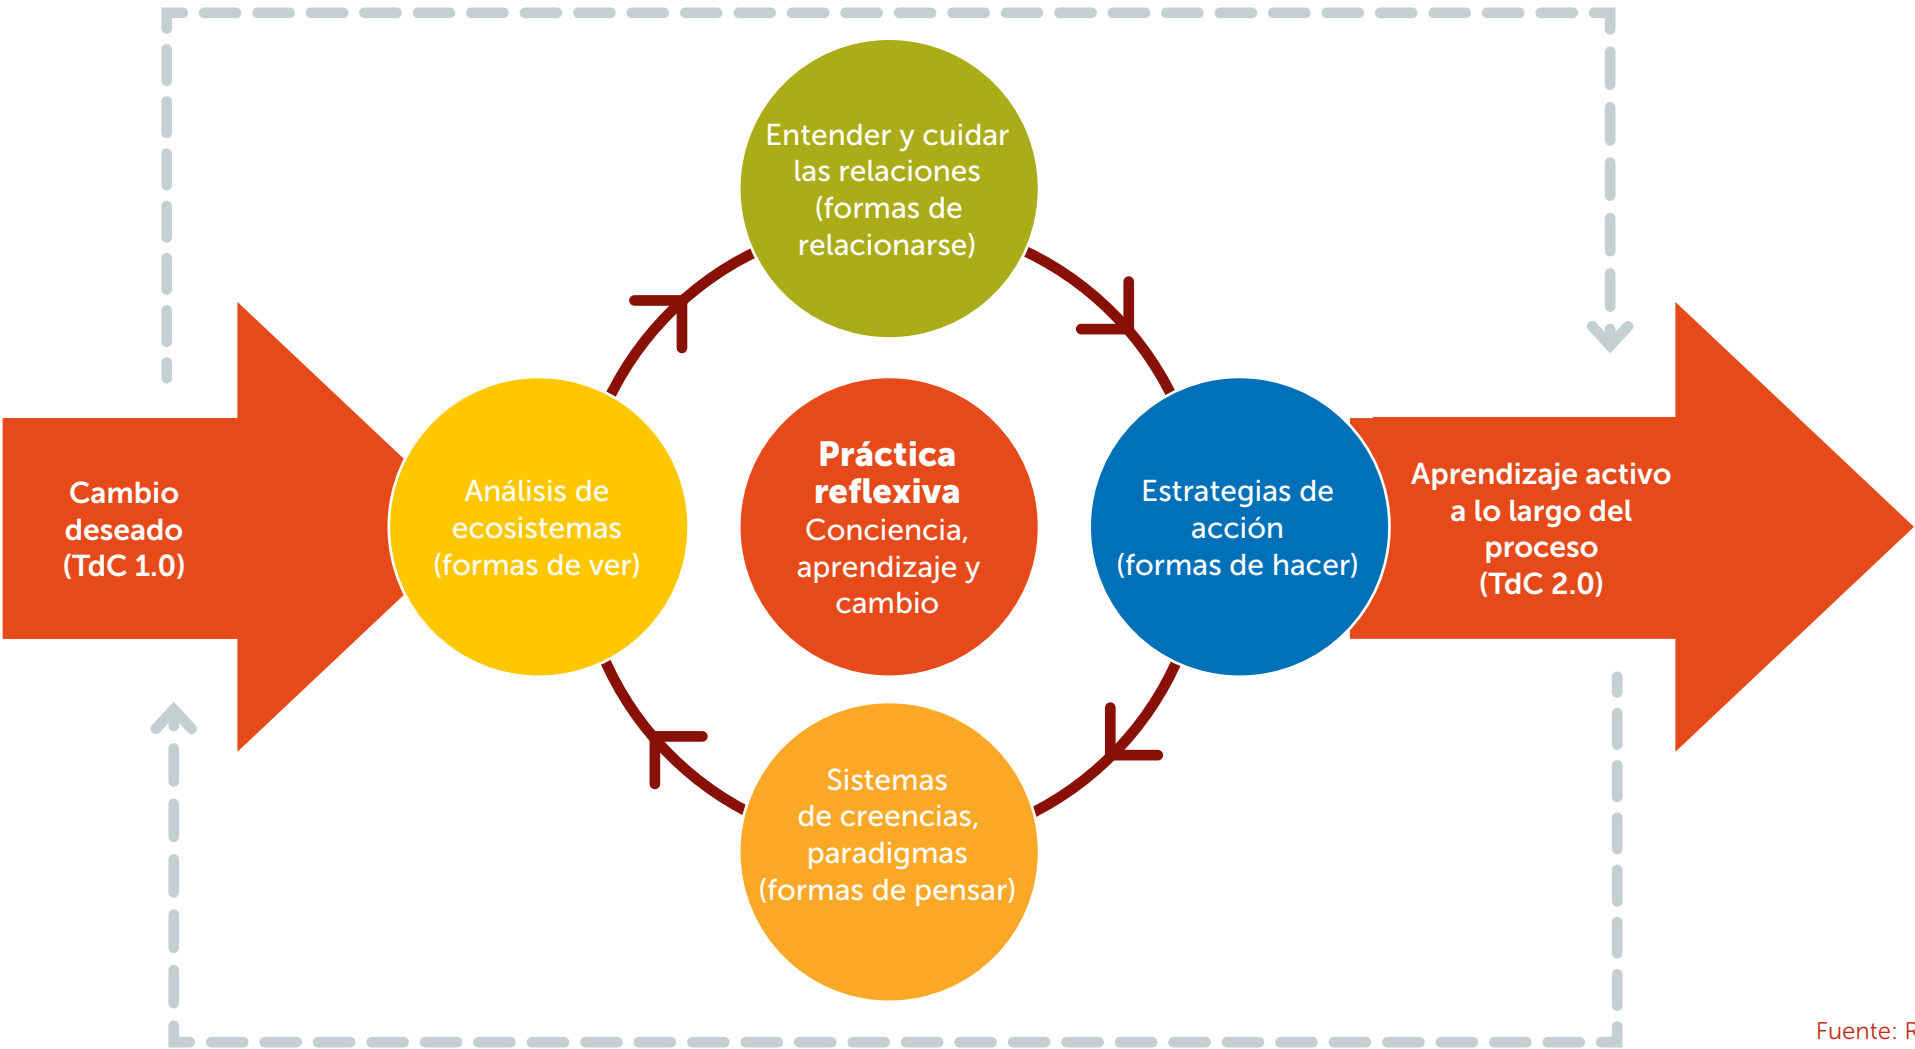 Entender y cuidar
las relaciones
(formas de
relacionarse)
Cambio
deseado
(TdC 1.0)
Análisis de
ecosistemas
(formas de ver)
Práctica
reflexiva
Conciencia,
aprendizaje y
cambio
Estrategias de
acción
(formas de hacer)
Aprendizaje activo
a lo largo del
proceso
(TdC 2.0)
Sistemas
de creencias,
paradigmas
(formas de pensar)
Fuente: